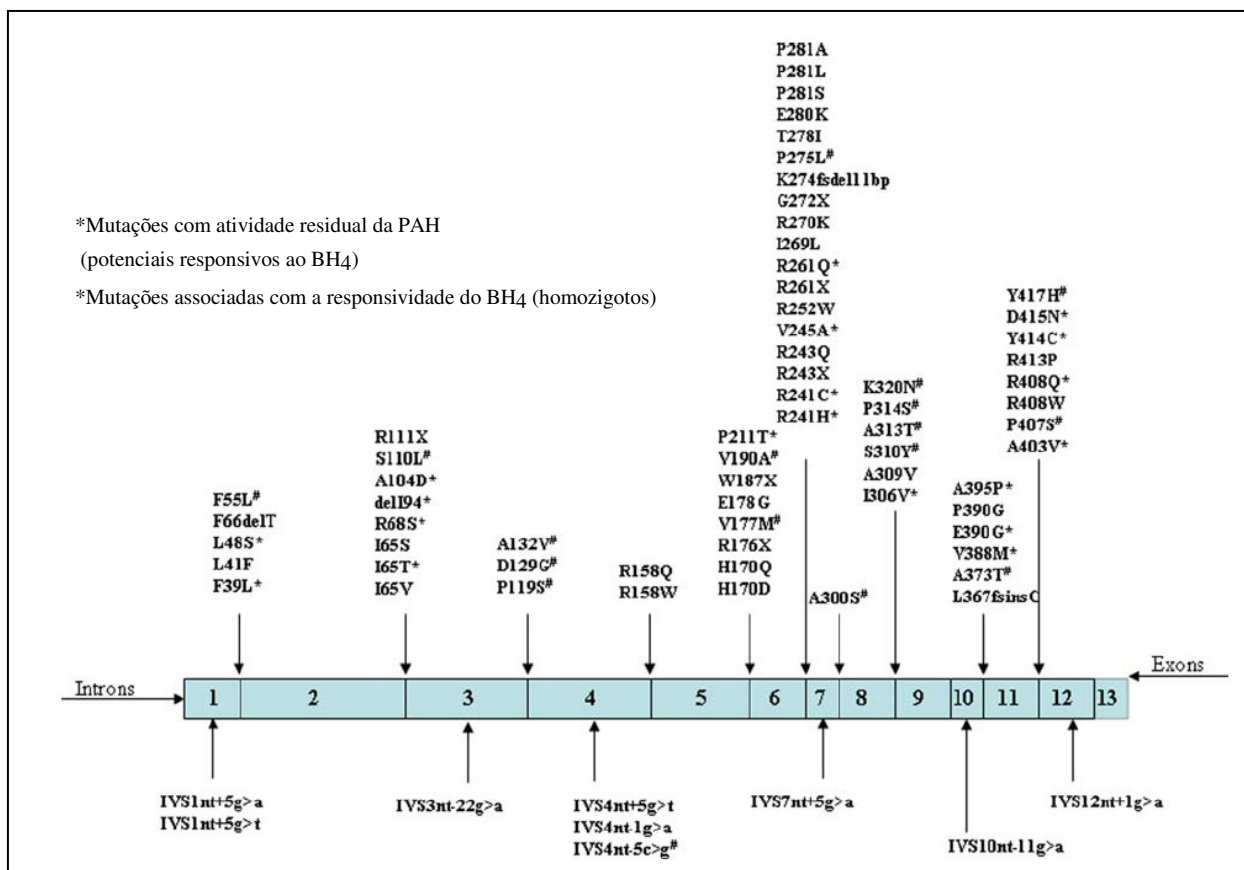 *Mutações com atividade residual da PAH
(potenciais responsivos ao BH4)
*Mutações associadas com a responsividade do BH4 (homozigotos)
F55L#
F66delT
L48S*
L41F
F39L*
R111X
S110L#
A104D*
delI94*
R68S*
I65S
I65T*
I65V
A132V#
D129G#
P119S#
R158Q
R158W
P211T*
V190A#
W187X
E178G
V177M#
R176X
H170Q
H170D
P281A
P281L
P281S
E280K
T278I
P275L#
K274fsdel11bp
G272X
R270K
I269L
R261Q*
R261X
R252W
V245A*
R243Q
R243X
R241C*
R241H*
A300S#
K320N#
P314S#
A313T#
S310Y#
A309V
I306V*
A395P*
P390G
E390G*
V388M*
A373T#
L367fsinsC
Y417H#
D415N*
Y414C*
R413P
R408Q*
R408W
P407S#
A403V*
Introns
Exons
1 2 3 4 5 6 7 8 9 10 11 12 13
IVS1nt+5g>a
IVS1nt+5g>t
IVS3nt-22g>a
IVS4nt+5g>t
IVS4nt-1g>a
IVS4nt-5c>g#
IVS7nt+5g>a
IVS10nt-11g>a
IVS12nt+1g>a